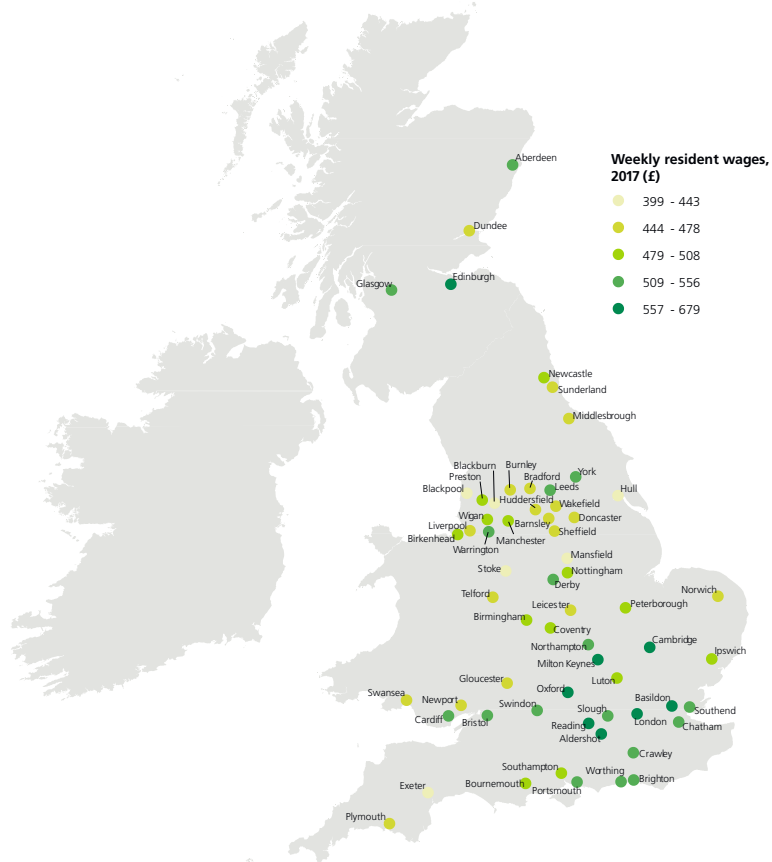 Aberdeen
Weekly resident wages,
2017 (£)
399 - 443
444 - 478
479 - 508
509 - 556
557 - 679
Dundee
Edinburgh
Glasgow
Newcastle
Sunderland
Middlesbrough
Blackburn
Burnley
Preston
Bradford
York
Blackpool
Leeds
Hull
Huddersfield
Wakefield
Wigan
Doncaster
Liverpool
Barnsley
Sheffield
Birkenhead
Manchester
Warrington
Mansfield
Stoke
Nottingham
Derby
Telford
Norwich
Leicester
Peterborough
Birmingham
Coventry
Cambridge
Northampton
Ipswich
Milton Keynes
Gloucester
Luton
Oxford
Swansea
Newport
Basildon
Swindon
Slough
Southend
Cardiff
Bristol
Reading
London
Chatham
Aldershot
Crawley
Southampton
Worthing
Brighton
Exeter
Bournemouth
Portsmouth
Plymouth